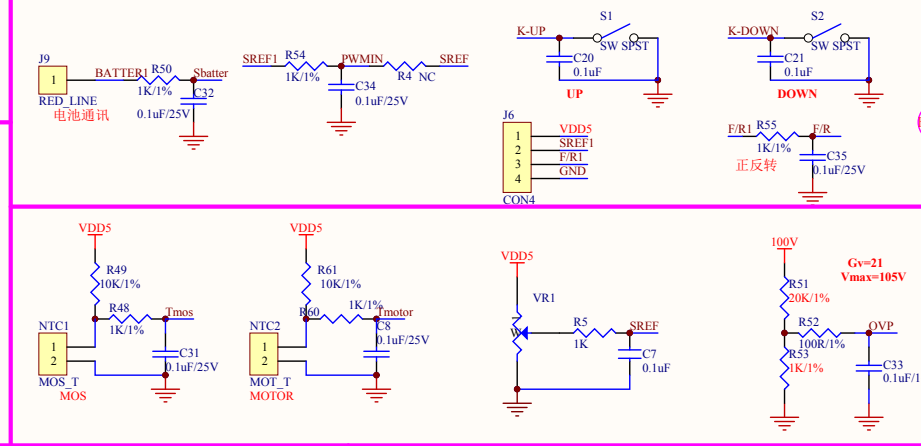 J9
1
RED_LINE
电池通讯
BATTER1
R50
1K/1%
Sbatter
C32
0.1uF/25V
SREF1
R54
1K/1%
PWMIN
C34
0.1uF/25V
R4
NC
SREF
K-UP
S1
SW SPST
C20
0.1uF
UP
K-DOWN
S2
SW SPST
C21
0.1uF
DOWN
J6
1 VDD5
2 SREF1
3 F/R1
4 GND
CON4
F/R1
R55
1K/1%
F/R
正反转
C35
0.1uF/25V
VDD5
R49
10K/1%
R48
1K/1%
Tmos
NTC1
1
2
MOS_T
MOS
C31
0.1uF/25V
VDD5
R61
10K/1%
R60
1K/1%
Tmotor
NTC2
1
2
MOT_T
MOTOR
C8
0.1uF/25V
VDD5
VR1
W
R5
1K
SREF
C7
0.1uF
100V
Gv=21
Vmax=105V
R51
20K/1%
R52
100R/1%
OVP
R53
1K/1%
C33
0.1uF/1